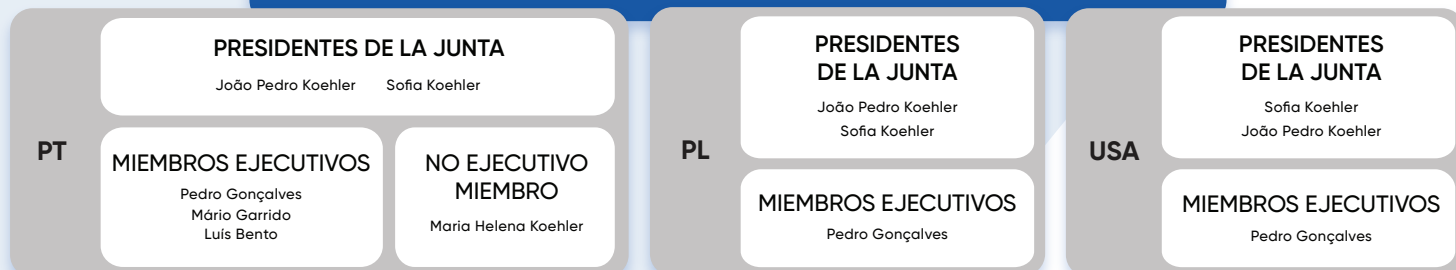 PT
PRESIDENTES DE LA JUNTA
João Pedro Koehler Sofia Koehler
MIEMBROS EJECUTIVOS
Pedro Gonçalves
Mário Garrido
Luís Bento
NO EJECUTIVO
MIEMBRO
Maria Helena Koehler
PL
PRESIDENTES
DE LA JUNTA
João Pedro Koehler
Sofia Koehler
MIEMBROS EJECUTIVOS
Pedro Gonçalves
USA
PRESIDENTES
DE LA JUNTA
Sofia Koehler
João Pedro Koehler
MIEMBROS EJECUTIVOS
Pedro Gonçalves